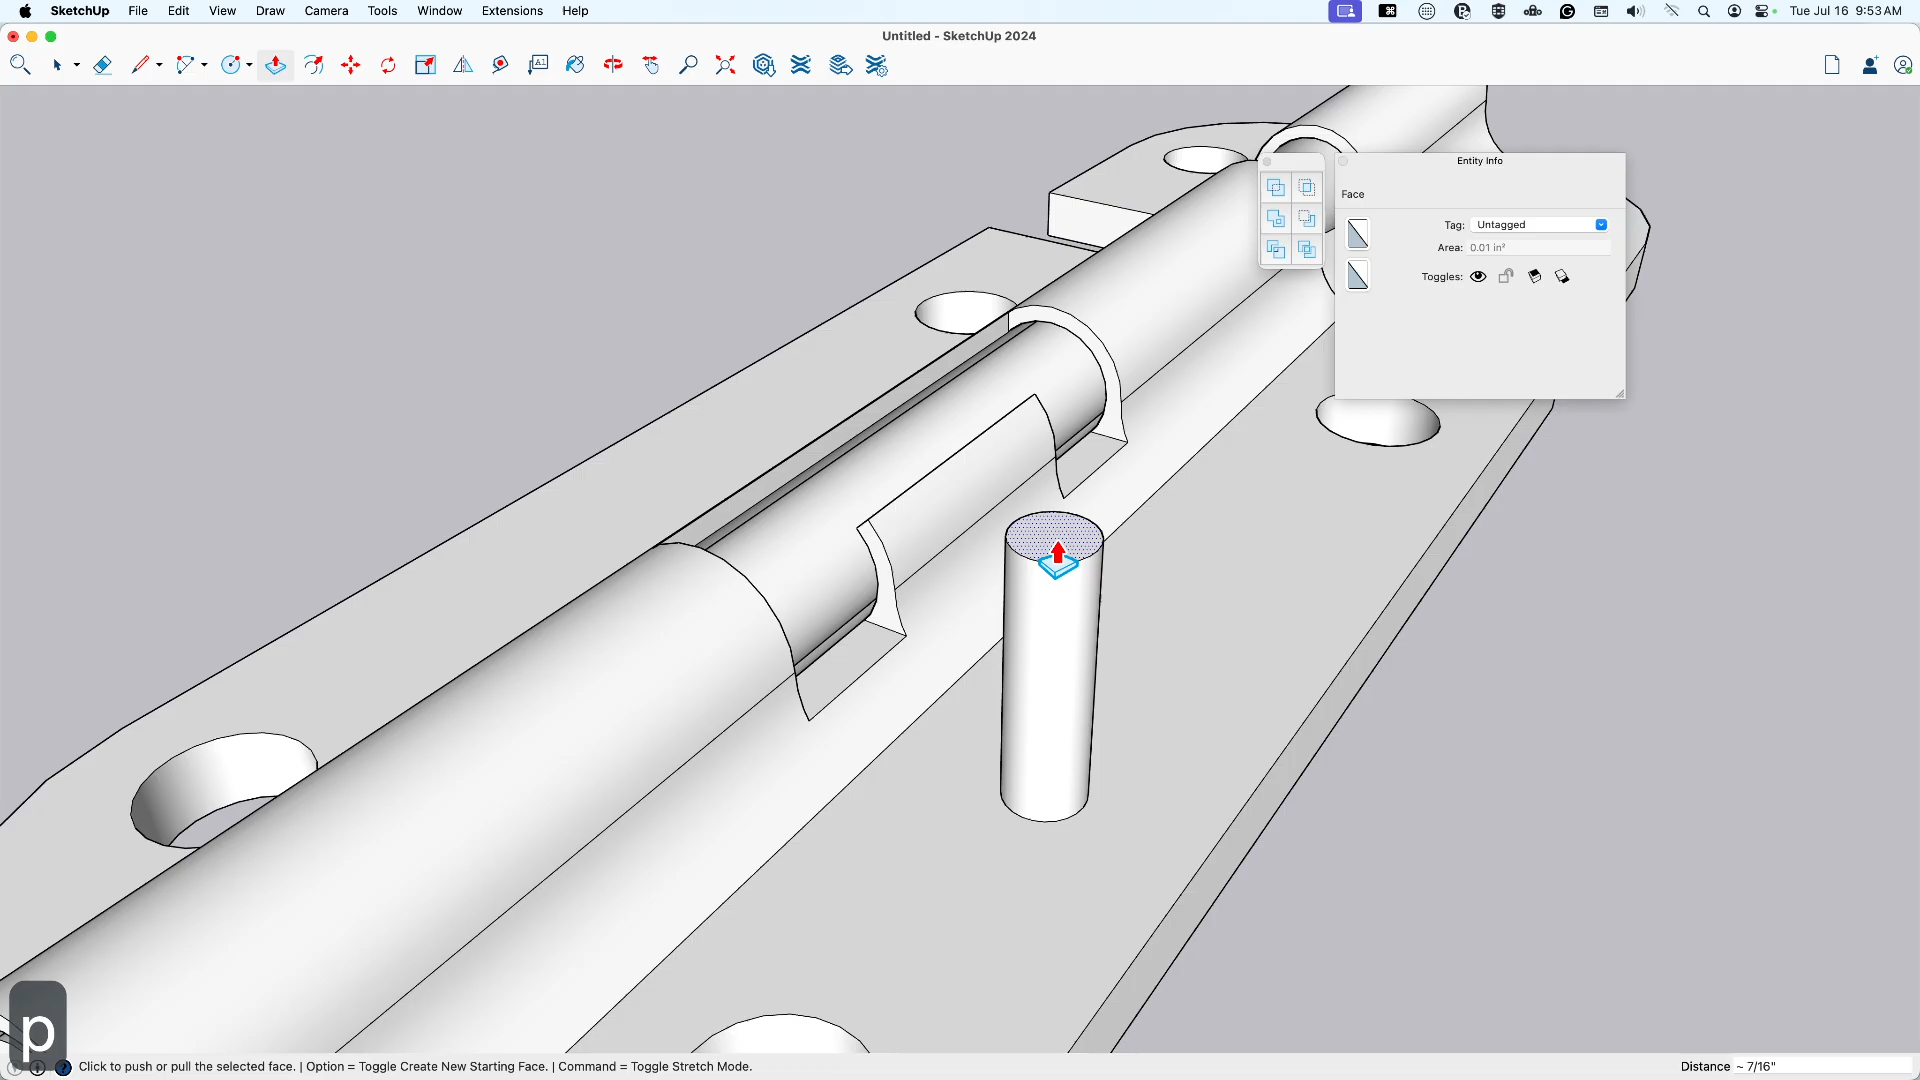 SketchUp File Edit View Draw Camera Tools Window Extensions Help Tue Jul 16 9:53 AM
Untitled - SketchUp 2024
A1
Entity Info
Face
Tag: Untagged
Area: 0.01 in²
Toggles:
p
Click to push or pull the selected face. | Option = Toggle Create New Starting Face. | Command = Toggle Stretch Mode. Distance ~ 7/16"